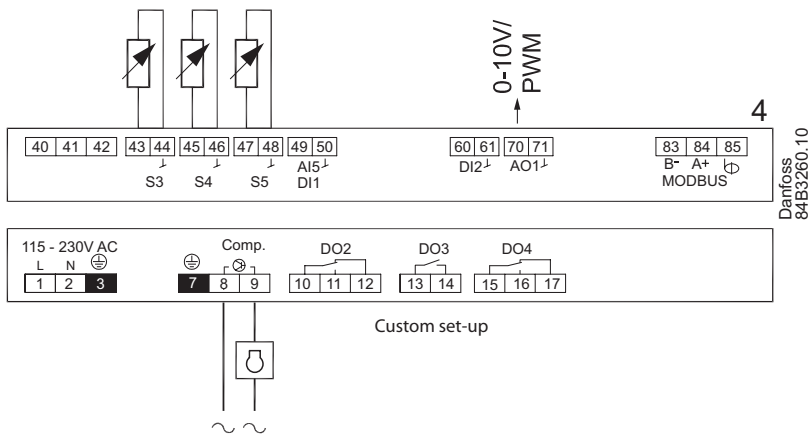 0-10V/
PWM
4
40 41 42 43 44 45 46 47 48 49 50 60 61 70 71 83 84 85
S3 S4 S5 AI5 DI2 AO1 B- A+
DI1 MODBUS
Danfoss
84B3260.10
115 - 230V AC Comp. DO2 DO3 DO4
L N
1 2 3 7 8 9 10 11 12 13 14 15 16 17
Custom set-up